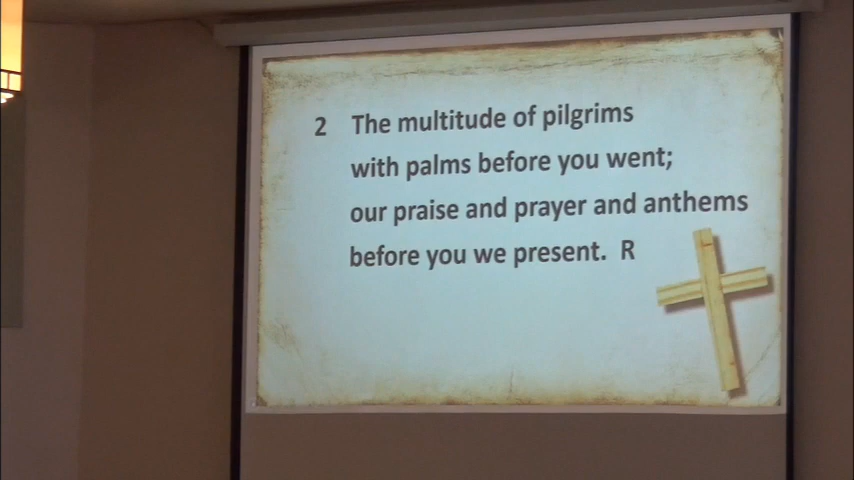 2 The multitude of pilgrims
with palms before you went;
our praise and prayer and anthems
before you we present. R